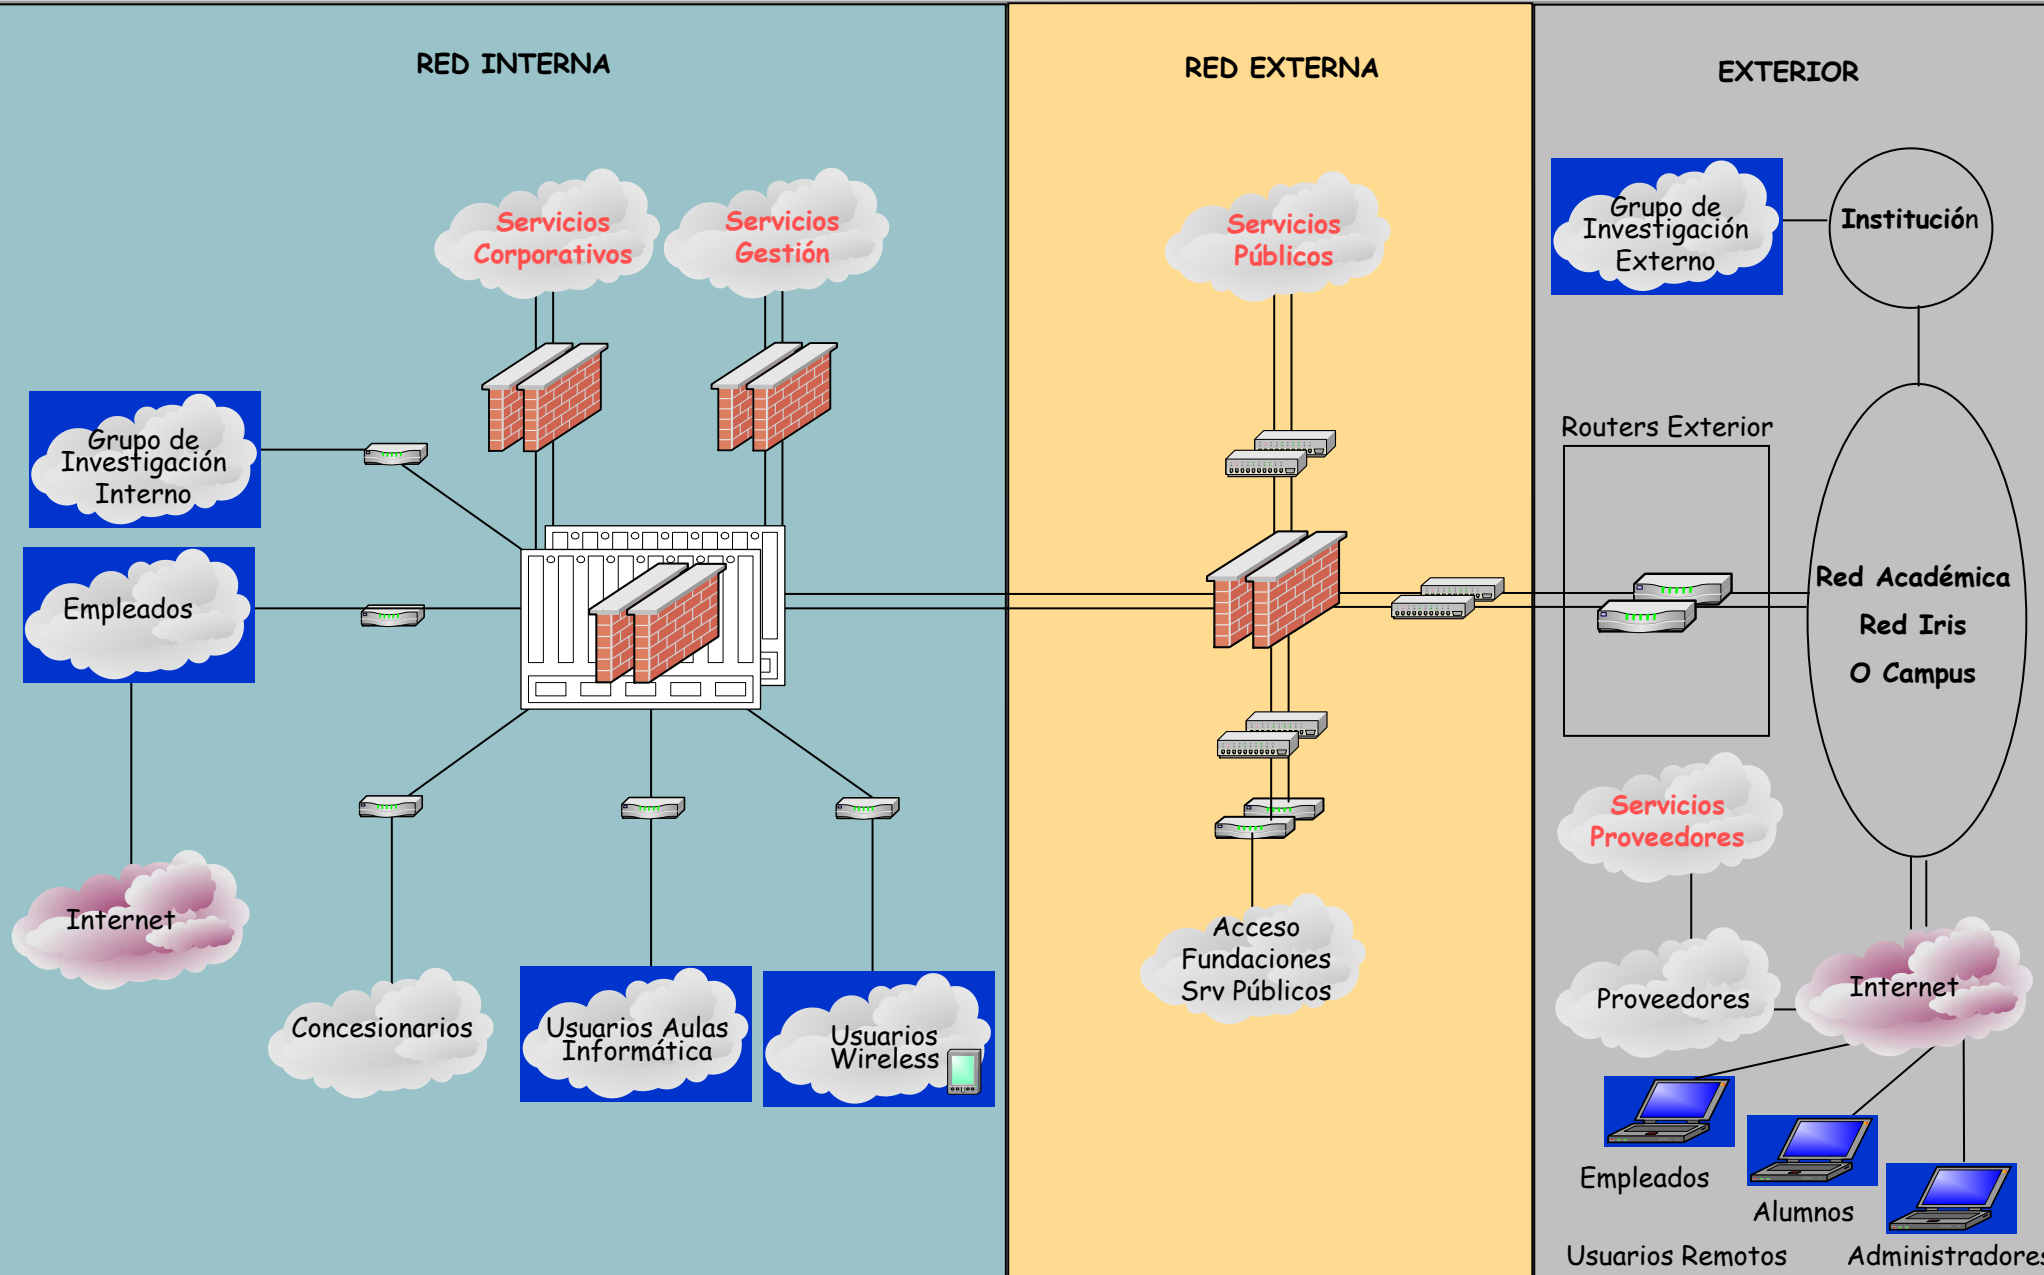 RED INTERNA
RED EXTERNA
EXTERIOR
Servicios
Corporativos
Servicios
Gestión
Servicios
Públicos
Grupo de
Investigación
Externo
Institución
Grupo de
Investigación
Interno
Routers Exterior
Empleados
Red Académica
Red Iris
O Campus
Servicios
Proveedores
Internet
Acceso
Fundaciones
Srv Públicos
Proveedores
Internet
Concesionarios
Usuarios Aulas
Informática
Usuarios
Wireless
Empleados
Alumnos
Usuarios Remotos
Administradores